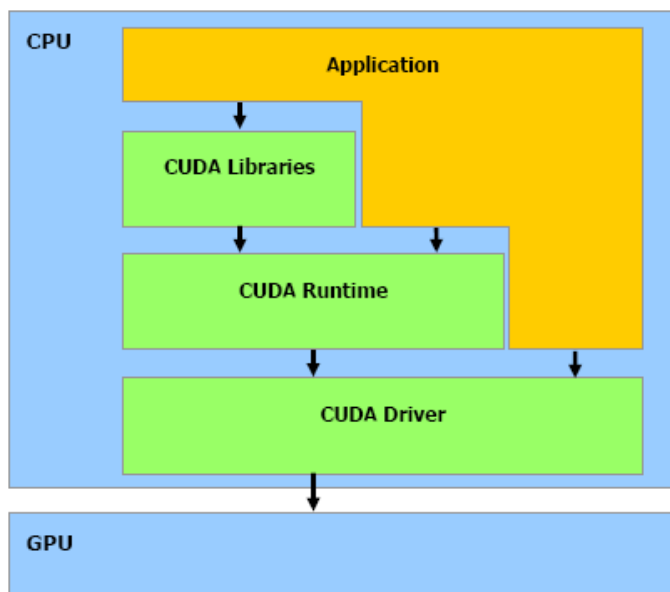 CPU
Application
CUDA Libraries
CUDA Runtime
CUDA Driver
GPU